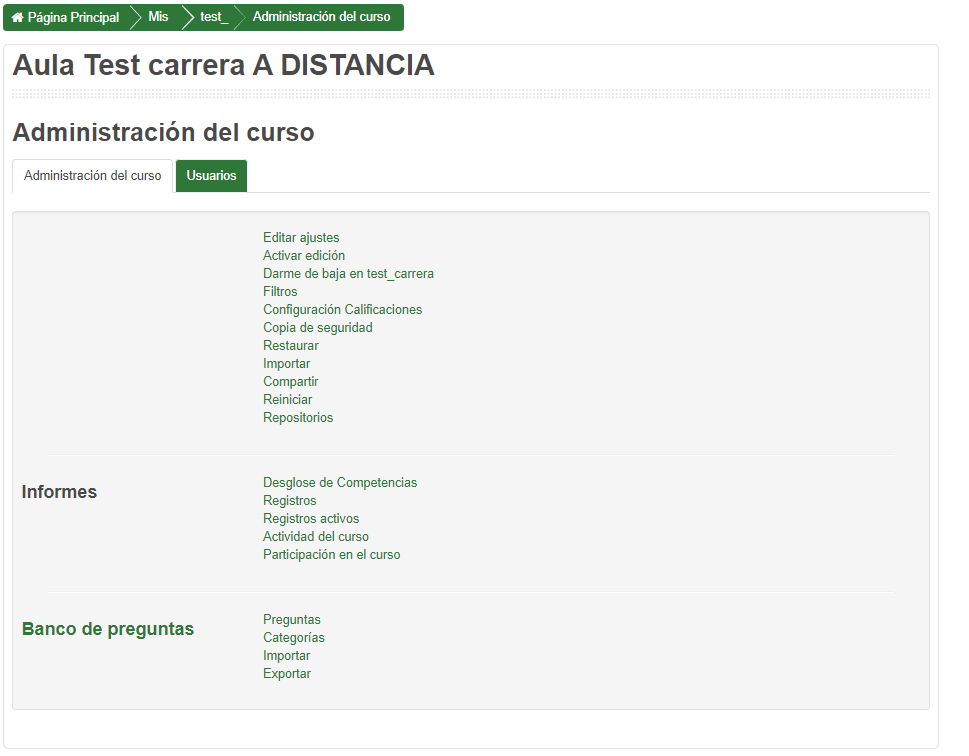 Página Principal Mis test_ Administración del curso
Aula Test carrera A DISTANCIA
Administración del curso
Administración del curso Usuarios
Editar ajustes
Activar edición
Darme de baja en test_carrera
Filtros
Configuración Calificaciones
Copia de seguridad
Restaurar
Importar
Compartir
Reiniciar
Repositorios
Informes
Desglose de Competencias
Registros
Registros activos
Actividad del curso
Participación en el curso
Banco de preguntas
Preguntas
Categorías
Importar
Exportar